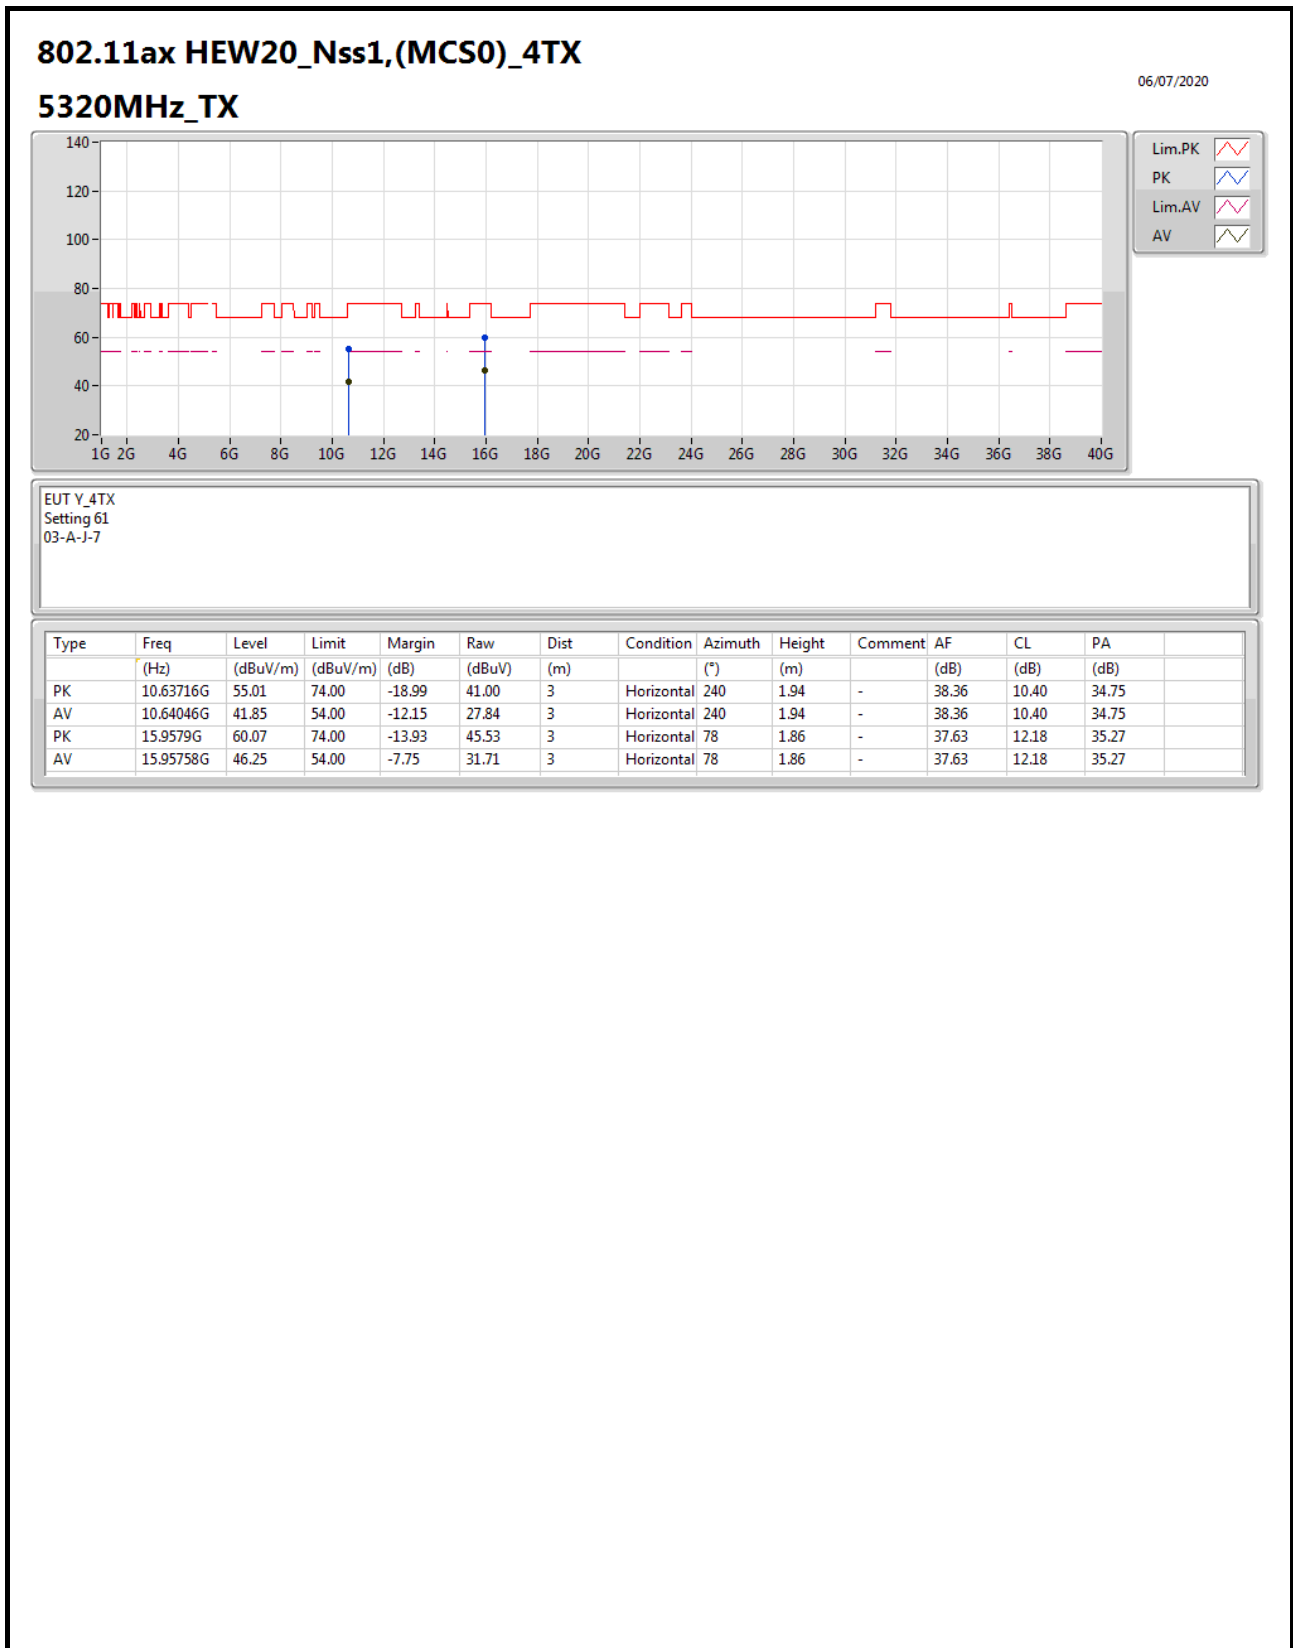 802.11ax HEW20_Nss1,(MCS0)_4TX
06/07/2020
5320MHz_TX
140
120
100
80
60
40
20
1G 2G 4G 6G 8G 10G 12G 14G 16G 18G 20G 22G 24G 26G 28G 30G 32G 34G 36G 38G 40G
Lim.PK
PK
Lim.AV
AV
EUT Y_4TX
Setting 61
03-A-J-7
Type Freq Level Limit Margin Raw Dist Condition Azimuth Height Comment AF CL PA
(Hz) (dBuV/m) (dBuV/m) (dB) (dBuV) (m) (°) (m) (dB) (dB) (dB)
PK 10.63716G 55.01 74.00 -18.99 41.00 3 Horizontal 240 1.94 - 38.36 10.40 34.75
AV 10.64046G 41.85 54.00 -12.15 27.84 3 Horizontal 240 1.94 - 38.36 10.40 34.75
PK 15.9579G 60.07 74.00 -13.93 45.53 3 Horizontal 78 1.86 - 37.63 12.18 35.27
AV 15.95758G 46.25 54.00 -7.75 31.71 3 Horizontal 78 1.86 - 37.63 12.18 35.27